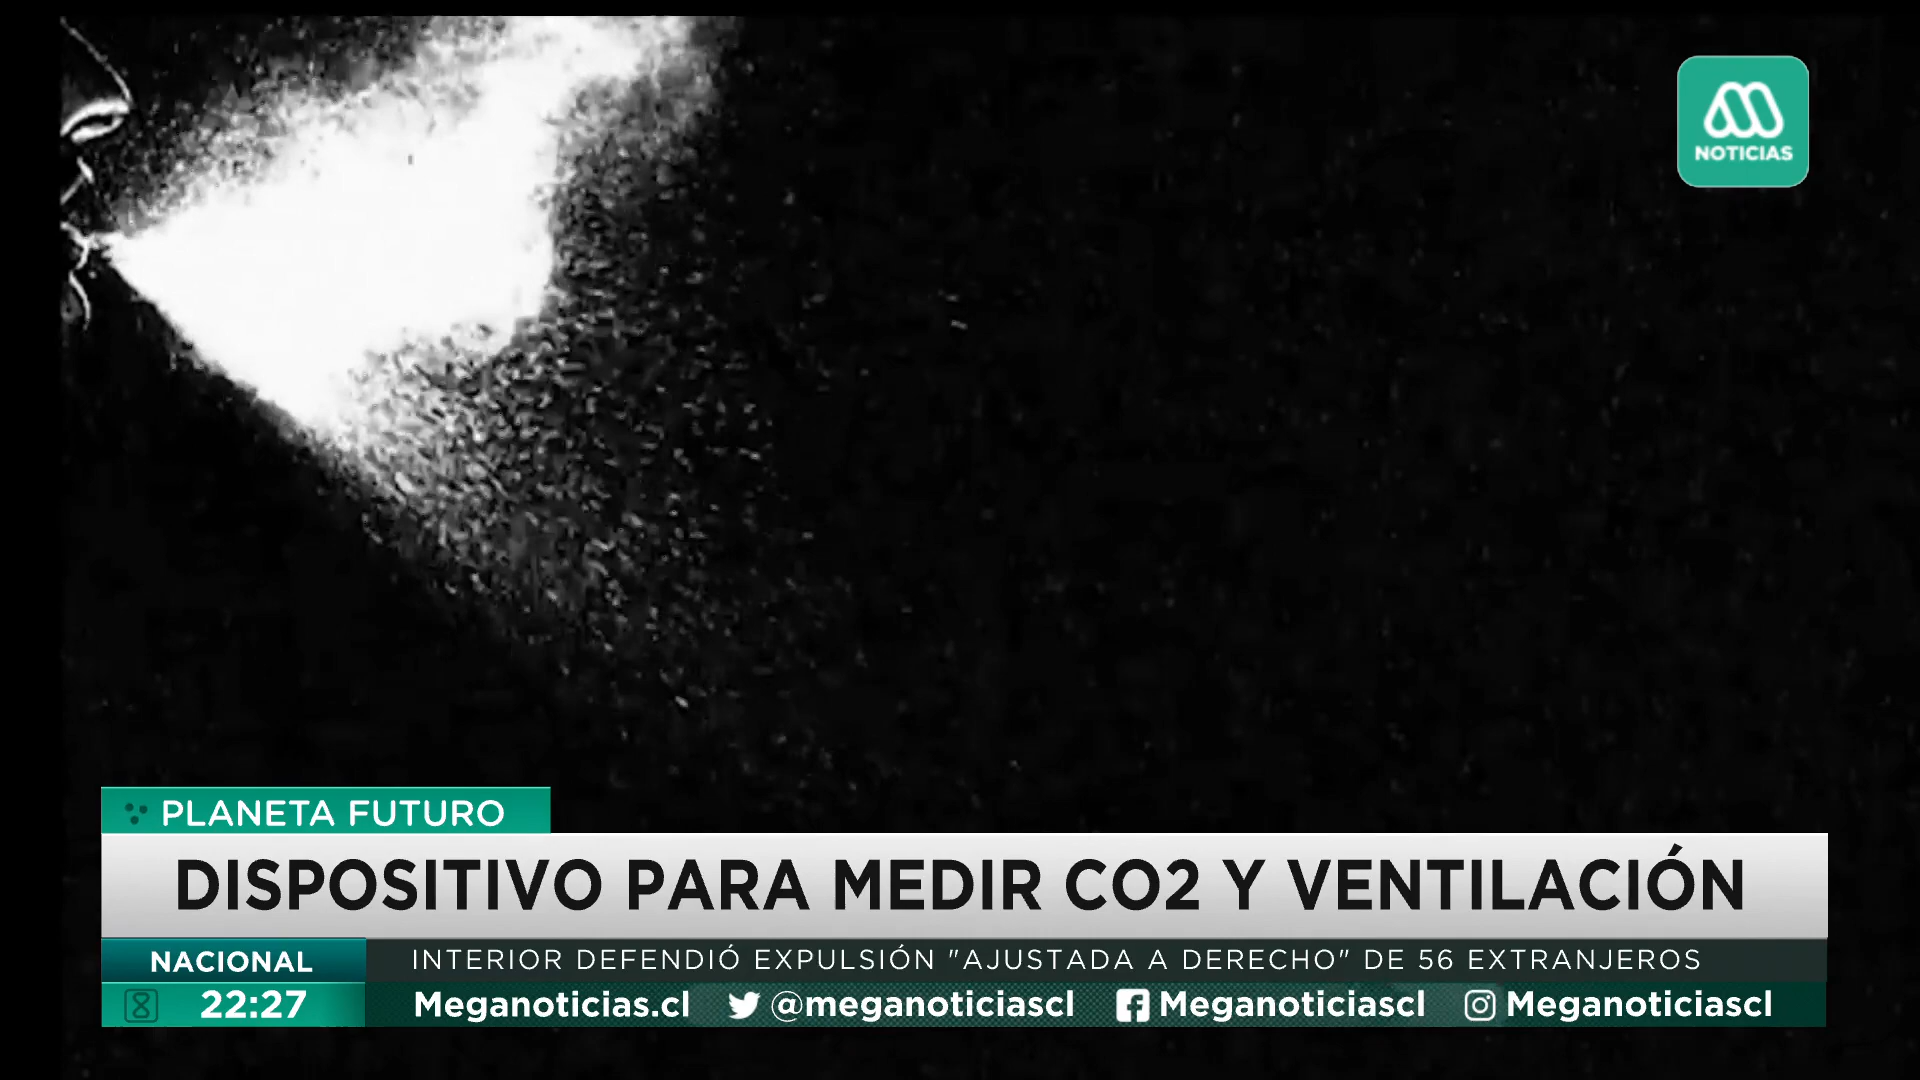 NOTICIAS
PLANETA FUTURO
DISPOSITIVO PARA MEDIR CO2 Y VENTILACIÓN
NACIONAL
INTERIOR DEFENDIÓ EXPULSIÓN "AJUSTADA A DERECHO" DE 56 EXTRANJEROS
22:27
Meganoticias.cl @meganoticiascl Meganoticiascl Meganoticiascl